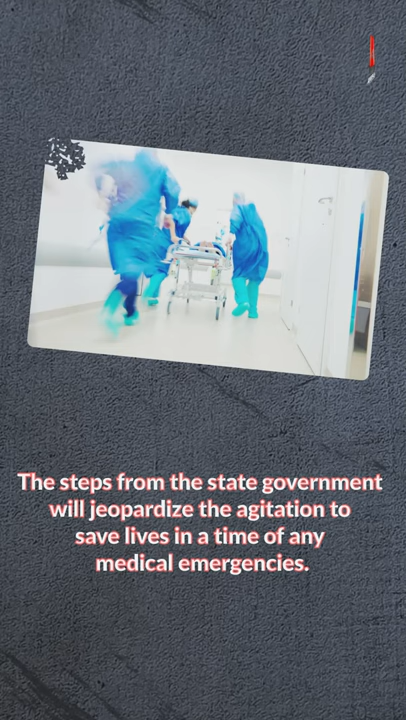 The steps from the state government
will jeopardize the agitation to
save lives in a time of any
medical emergencies.